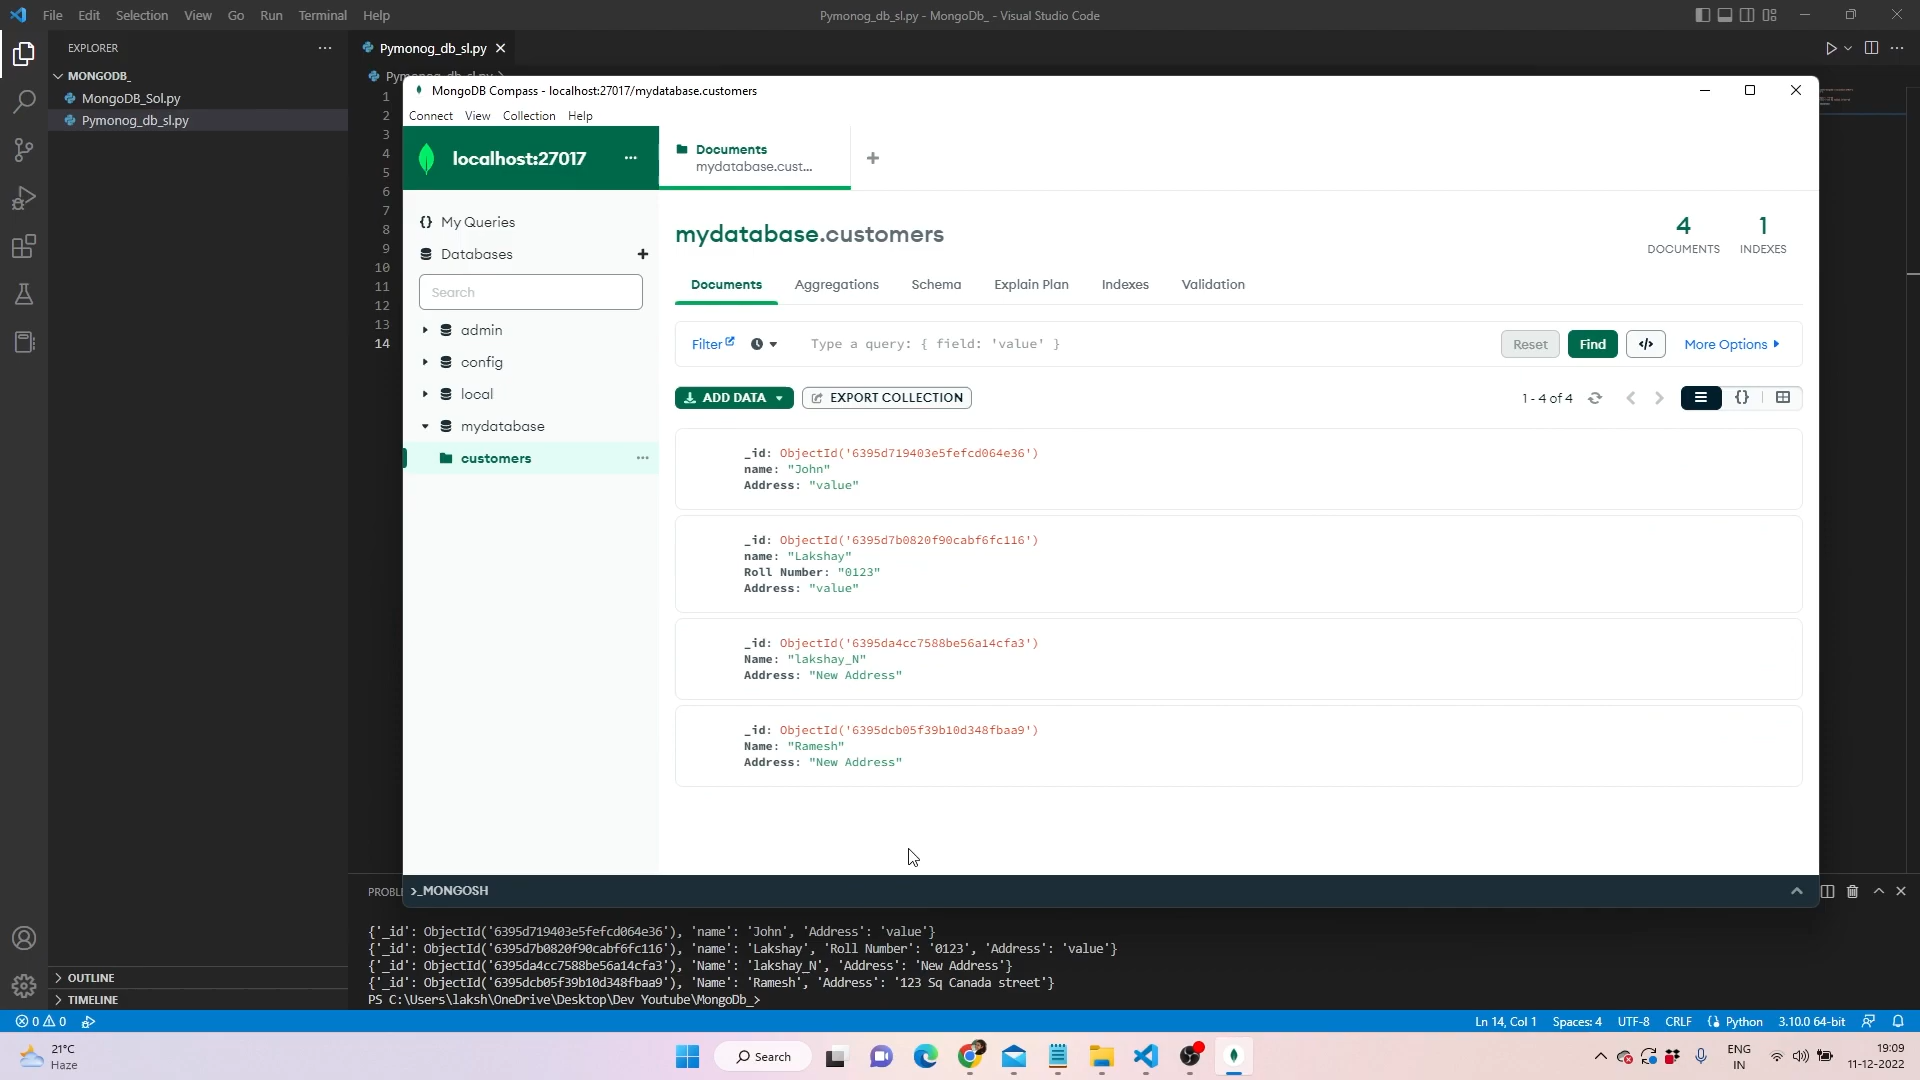 File Edit Selection View Go Run Terminal Help
Pymonog_db_sl.py - MongoDb_ - Visual Studio Code
EXPLORER
MONGODB_
MongoDB_Sol.py
Pymonog_db_sl.py
OUTLINE
TIMELINE
Pymonog_db_sl.py
1
2
3
4
5
6
7
8
9
10
11
12
13
14
MongoDB Compass - localhost:27017/mydatabase.customers
Connect View Collection Help
localhost:27017
My Queries
Databases
Search
admin
config
local
mydatabase
customers
Documents
mydatabase.cust...
mydatabase.customers
4
DOCUMENTS
1
INDEXES
Documents Aggregations Schema Explain Plan Indexes Validation
Filter Type a query: { field: 'value' } Reset Find </> More Options
ADD DATA EXPORT COLLECTION 1 - 4 of 4 {}
_id: ObjectId('6395d719403e5fefcd064e36')
name: "John"
Address: "value"
_id: ObjectId('6395d7b0820f90cabf6fc116')
name: "Lakshay"
Roll Number: "0123"
Address: "value"
_id: ObjectId('6395da4cc7588be56a14cfa3')
Name: "lakshay_N"
Address: "New Address"
_id: ObjectId('6395dcb05f39b10d348fbaa9')
Name: "Ramesh"
Address: "New Address"
>_MONGOSH
PROBL
{'_id': ObjectId('6395d719403e5fefcd064e36'), 'name': 'John', 'Address': 'value'}
{'_id': ObjectId('6395d7b0820f90cabf6fc116'), 'name': 'Lakshay', 'Roll Number': '0123', 'Address': 'value'}
{'_id': ObjectId('6395da4cc7588be56a14cfa3'), 'Name': 'lakshay_N', 'Address': 'New Address'}
{'_id': ObjectId('6395dcb05f39b10d348fbaa9'), 'Name': 'Ramesh', 'Address': '123 Sq Canada street'}
PS C:\Users\laksh\OneDrive\Desktop\Dev Youtube\MongoDb_>
0 0 Ln 14, Col 1 Spaces: 4 UTF-8 CRLF Python 3.10.0 64-bit
21°C
Haze
Search
ENG
IN
19:09
11-12-2022